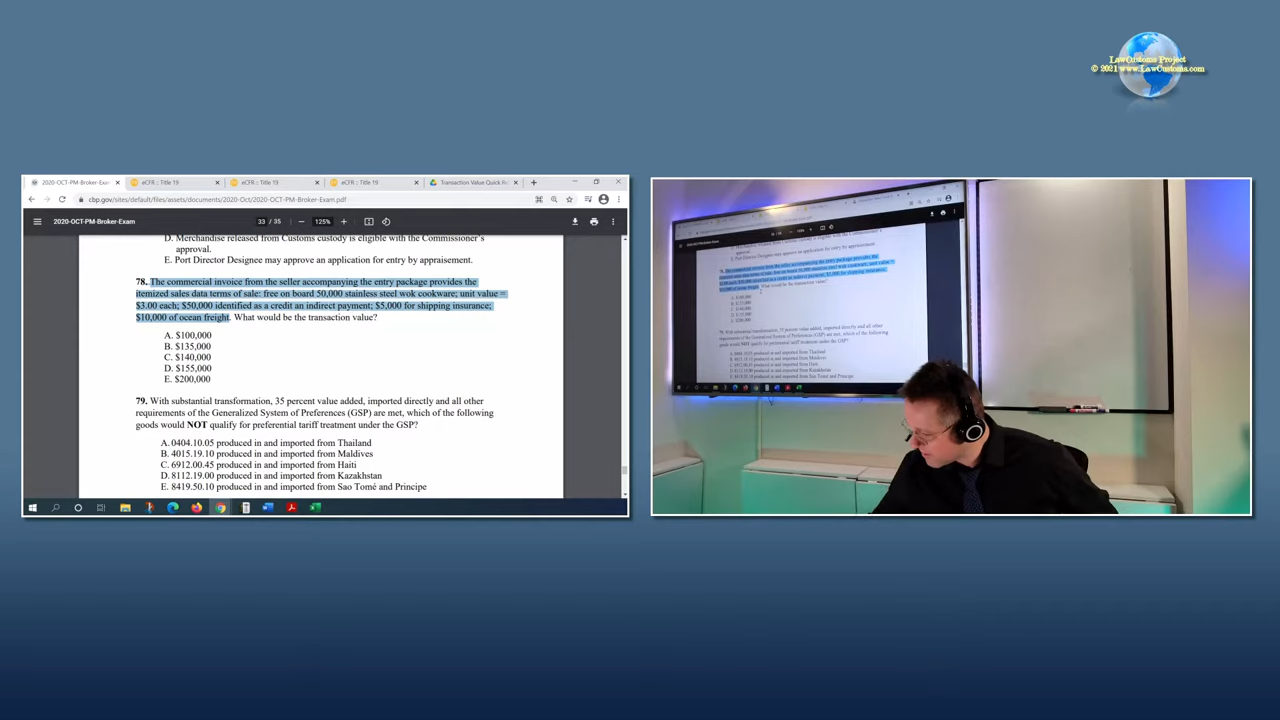 LawCustoms Project
© 2021 www.LawCustoms.com
2020-OCT-PM-Broker-Exam
eCFR :: Title 19
eCFR :: Title 19
eCFR :: Title 19
Transaction Value Quick
cbp.gov/sites/default/files/assets/documents/2020-Oct/2020-OCT-PM-Broker-Exam.pdf
2020-OCT-PM-Broker-Exam
33 / 35
125%
D. Merchandise released from Customs custody is eligible with the Commissioner's
approval.
E. Port Director Designee may approve an application for entry by appraisement.
78. The commercial invoice from the seller accompanying the entry package provides the
itemized sales data terms of sale: free on board 50,000 stainless steel wok cookware; unit value =
$3.00 each; $50,000 identified as a credit an indirect payment; $5,000 for shipping insurance;
$10,000 of ocean freight. What would be the transaction value?
A. $100,000
B. $135,000
C. $140,000
D. $155,000
E. $200,000
79. With substantial transformation, 35 percent value added, imported directly and all other
requirements of the Generalized System of Preferences (GSP) are met, which of the following
goods would NOT qualify for preferential tariff treatment under the GSP?
A. 0404.10.05 produced in and imported from Thailand
B. 4015.19.10 produced in and imported from Maldives
C. 6912.00.45 produced in and imported from Haiti
D. 8112.19.00 produced in and imported from Kazakhstan
E. 8419.50.10 produced in and imported from Sao Tomé and Principe